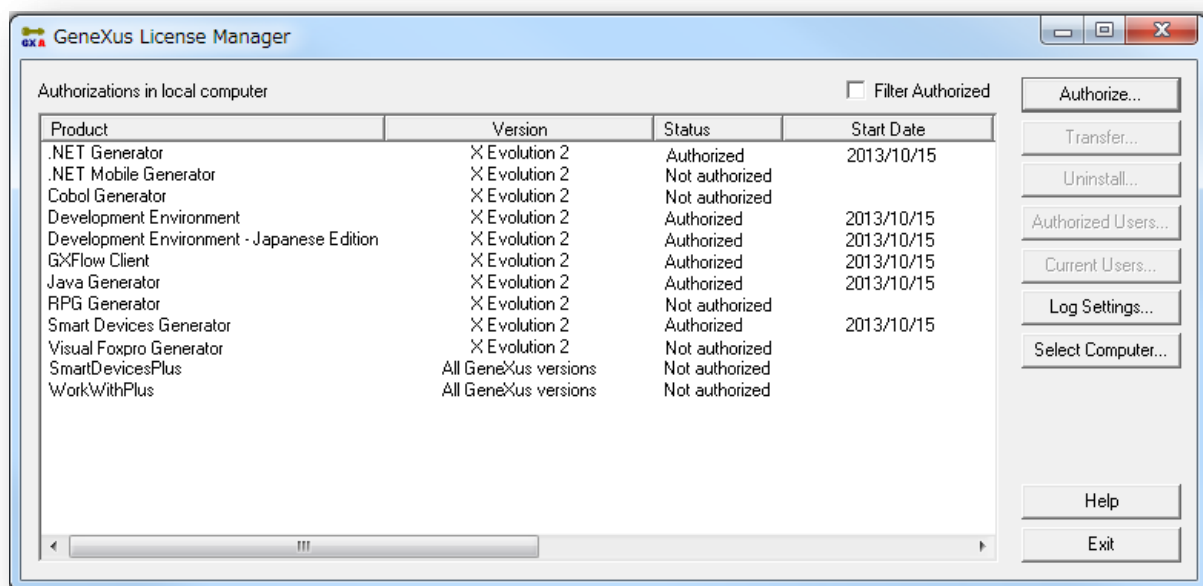 GX A GeneXus License Manager
Authorizations in local computer Filter Authorized Authorize...
Product Version Status Start Date Transfer...
.NET Generator X Evolution 2 Authorized 2013/10/15
.NET Mobile Generator X Evolution 2 Not authorized Uninstall...
Cobol Generator X Evolution 2 Not authorized
Development Environment X Evolution 2 Authorized 2013/10/15 Authorized Users...
Development Environment - Japanese Edition X Evolution 2 Authorized 2013/10/15
GXFlow Client X Evolution 2 Authorized 2013/10/15 Current Users...
Java Generator X Evolution 2 Authorized 2013/10/15
RPG Generator X Evolution 2 Not authorized Log Settings...
Smart Devices Generator X Evolution 2 Authorized 2013/10/15
Visual Foxpro Generator X Evolution 2 Not authorized Select Computer...
SmartDevicesPlus All GeneXus versions Not authorized
WorkWithPlus All GeneXus versions Not authorized
Help
Exit